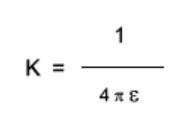 K = 1 / 4 π ε